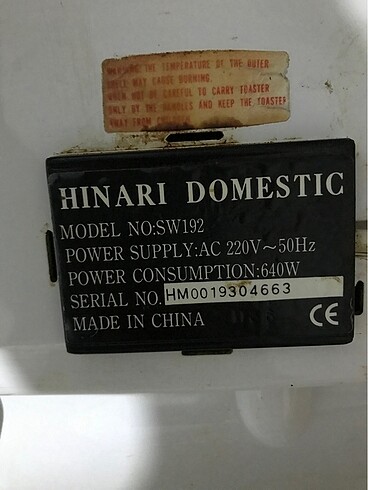 THE TEMPERATURE OF THE OUTER
MAY CAUSE BURNING.
BE CAREFUL TO CARRY TOASTER
ONLY BY THE HANDLES AND KEEP THE TOASTER
AWAY FROM
HINARI DOMESTIC
MODEL NO:SW192
POWER SUPPLY:AC 220V~50Hz
POWER CONSUMPTION:640W
SERIAL NO. HM0019304663
MADE IN CHINA CE